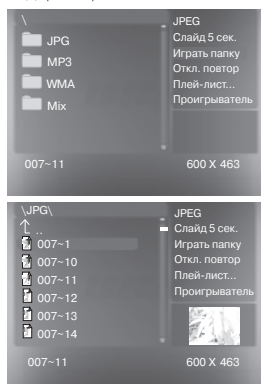 \
JPG
MP3
WMA
Mix
JPEG
Слайд 5 сек.
Играть папку
Откл. повтор
Плей-лист...
Проигрыватель
007~11
600 X 463
\JPG\
..
007~1
007~10
007~11
007~12
007~13
007~14
JPEG
Слайд 5 сек.
Играть папку
Откл. повтор
Плей-лист...
Проигрыватель
007~11
600 X 463